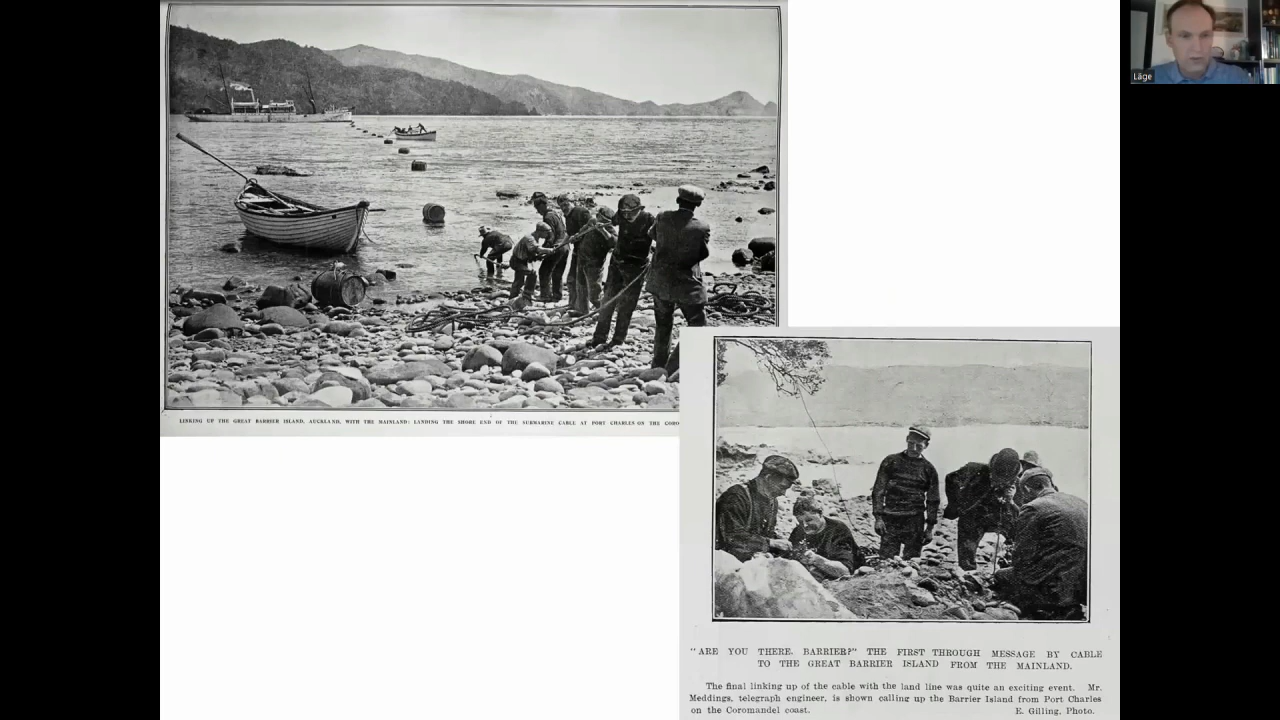 Läge
LINKING UP THE GREAT BARRIER ISLAND, AUCKLAND, WITH THE MAINLAND: LANDING THE SHORE END OF THE SUBMARINE CABLE AT PORT CHARLES ON THE CORO
"ARE YOU THERE, BARRIER?" THE FIRST THROUGH MESSAGE BY CABLE
TO THE GREAT BARRIER ISLAND FROM THE MAINLAND.
The final linking up of the cable with the land line was quite an exciting event. Mr.
Meddings, telegraph engineer, is shown calling up the Barrier Island from Port Charles
on the Coromandel coast. E. Gilling, Photo.